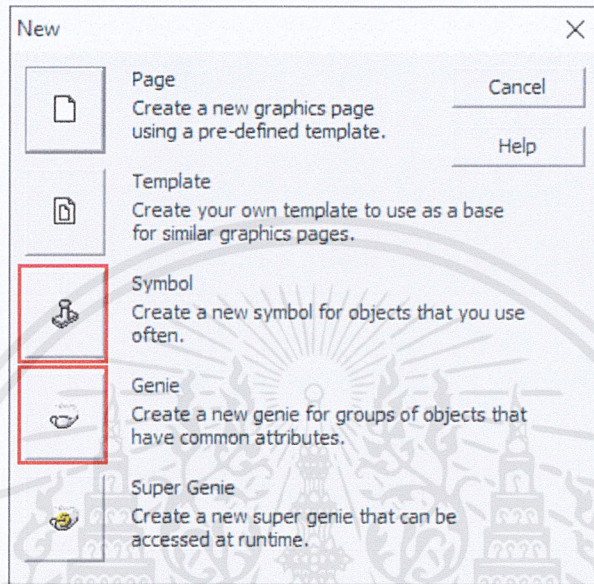 New
Page
Create a new graphics page
using a pre-defined template.
Cancel
Help
Template
Create your own template to use as a base
for similar graphics pages.
Symbol
Create a new symbol for objects that you use
often.
Genie
Create a new genie for groups of objects that
have common attributes.
Super Genie
Create a new super genie that can be
accessed at runtime.